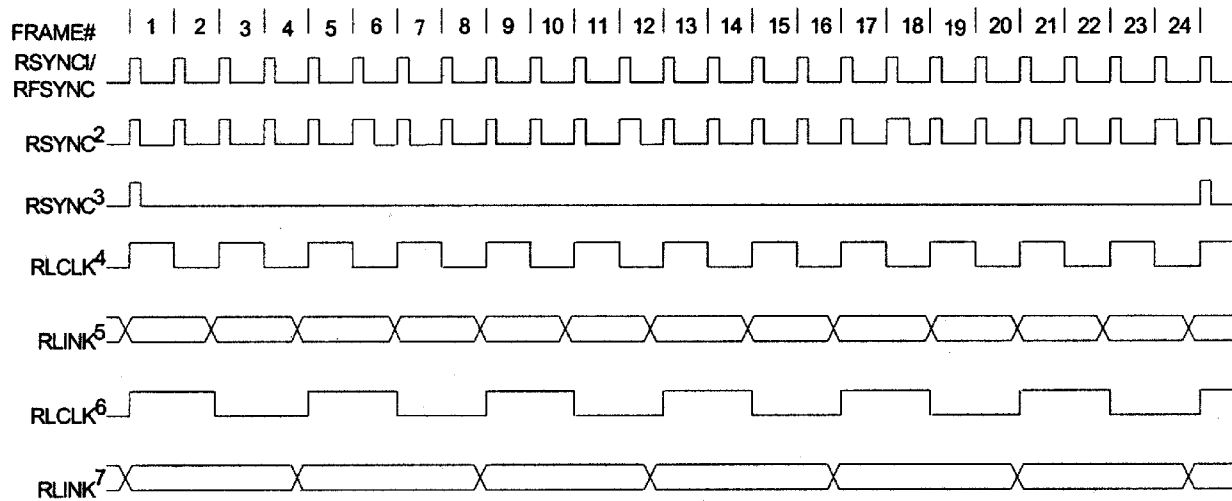 FRAME# | 1 | 2 | 3 | 4 | 5 | 6 | 7 | 8 | 9 | 10 | 11 | 12 | 13 | 14 | 15 | 16 | 17 | 18 | 19 | 20 | 21 | 22 | 23 | 24 |
RSYNC1/
RFSYNC
RSYNC²
RSYNC³
RLCLK⁴
RLINK⁵
RLCLK⁶
RLINK⁷